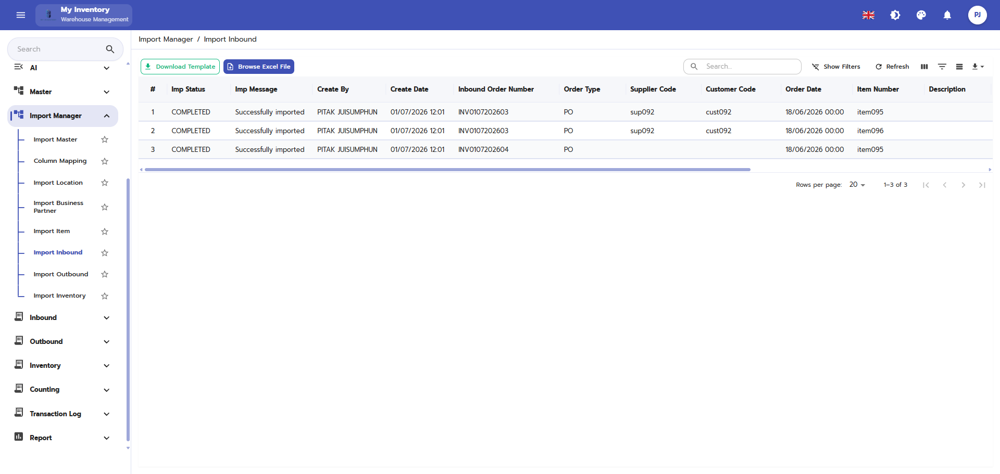 My Inventory
Warehouse Management
PJ
Search
AI
Master
Import Manager
Import Master
Column Mapping
Import Location
Import Business
Partner
Import Item
Import Inbound
Import Outbound
Import Inventory
Inbound
Outbound
Inventory
Counting
Transaction Log
Report
Import Manager / Import Inbound
Download Template Browse Excel File Search... Show Filters Refresh
# Imp Status Imp Message Create By Create Date Inbound Order Number Order Type Supplier Code Customer Code Order Date Item Number Description
1 COMPLETED Successfully imported PITAK JUISUMPHUN 01/07/2026 12:01 INV0107202603 PO sup092 cust092 18/06/2026 00:00 item095
2 COMPLETED Successfully imported PITAK JUISUMPHUN 01/07/2026 12:01 INV0107202603 PO sup092 cust092 18/06/2026 00:00 item096
3 COMPLETED Successfully imported PITAK JUISUMPHUN 01/07/2026 12:01 INV0107202604 PO 18/06/2026 00:00 item095
Rows per page: 20 1–3 of 3